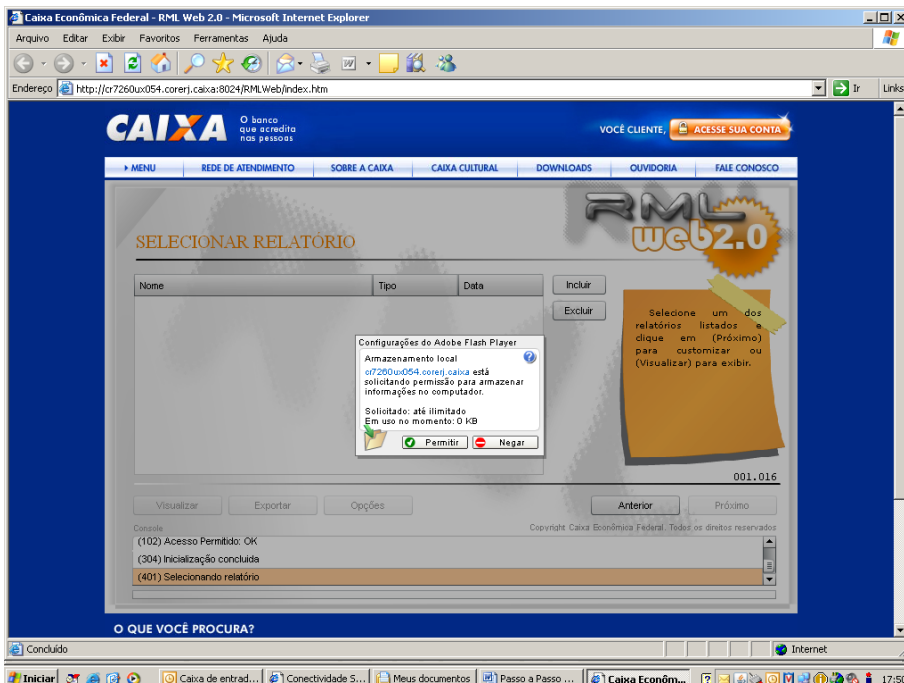 Caixa Econômica Federal - RML Web 2.0 - Microsoft Internet Explorer
Arquivo Editar Exibir Favoritos Ferramentas Ajuda
Endereço http://cr7260ux054.corerj.caixa:8024/RMLWeb/index.htm Ir Links
CAIXA
O banco
que acredita
nas pessoas
VOCÊ CLIENTE, ACESSE SUA CONTA
MENU REDE DE ATENDIMENTO SOBRE A CAIXA CAIXA CULTURAL DOWNLOADS OUVIDORIA FALE CONOSCO
RML
web2.0
SELECIONAR RELATÓRIO
Nome Tipo Data
Incluir
Excluir
Selecione um dos
relatórios listados e
clique em (Próximo)
para customizar ou
(Visualizar) para exibir.
Configurações do Adobe Flash Player
Armazenamento local
cr7260ux054.corerj.caixa está
solicitando permissão para armazenar
informações no computador.
Solicitado: até ilimitado
Em uso no momento: 0 KB
Permitir Negar
001.016
Visualizar Exportar Opções Anterior Próximo
Console Copyright Caixa Econômica Federal. Todos os direitos reservados
(102) Acesso Permitido: OK
(304) Inicialização concluida
(401) Selecionando relatório
O QUE VOCÊ PROCURA?
Concluído Internet
Iniciar Caixa de entrad... Conectividade S... Meus documentos Passo a Passo ... Caixa Econôm... 17:50